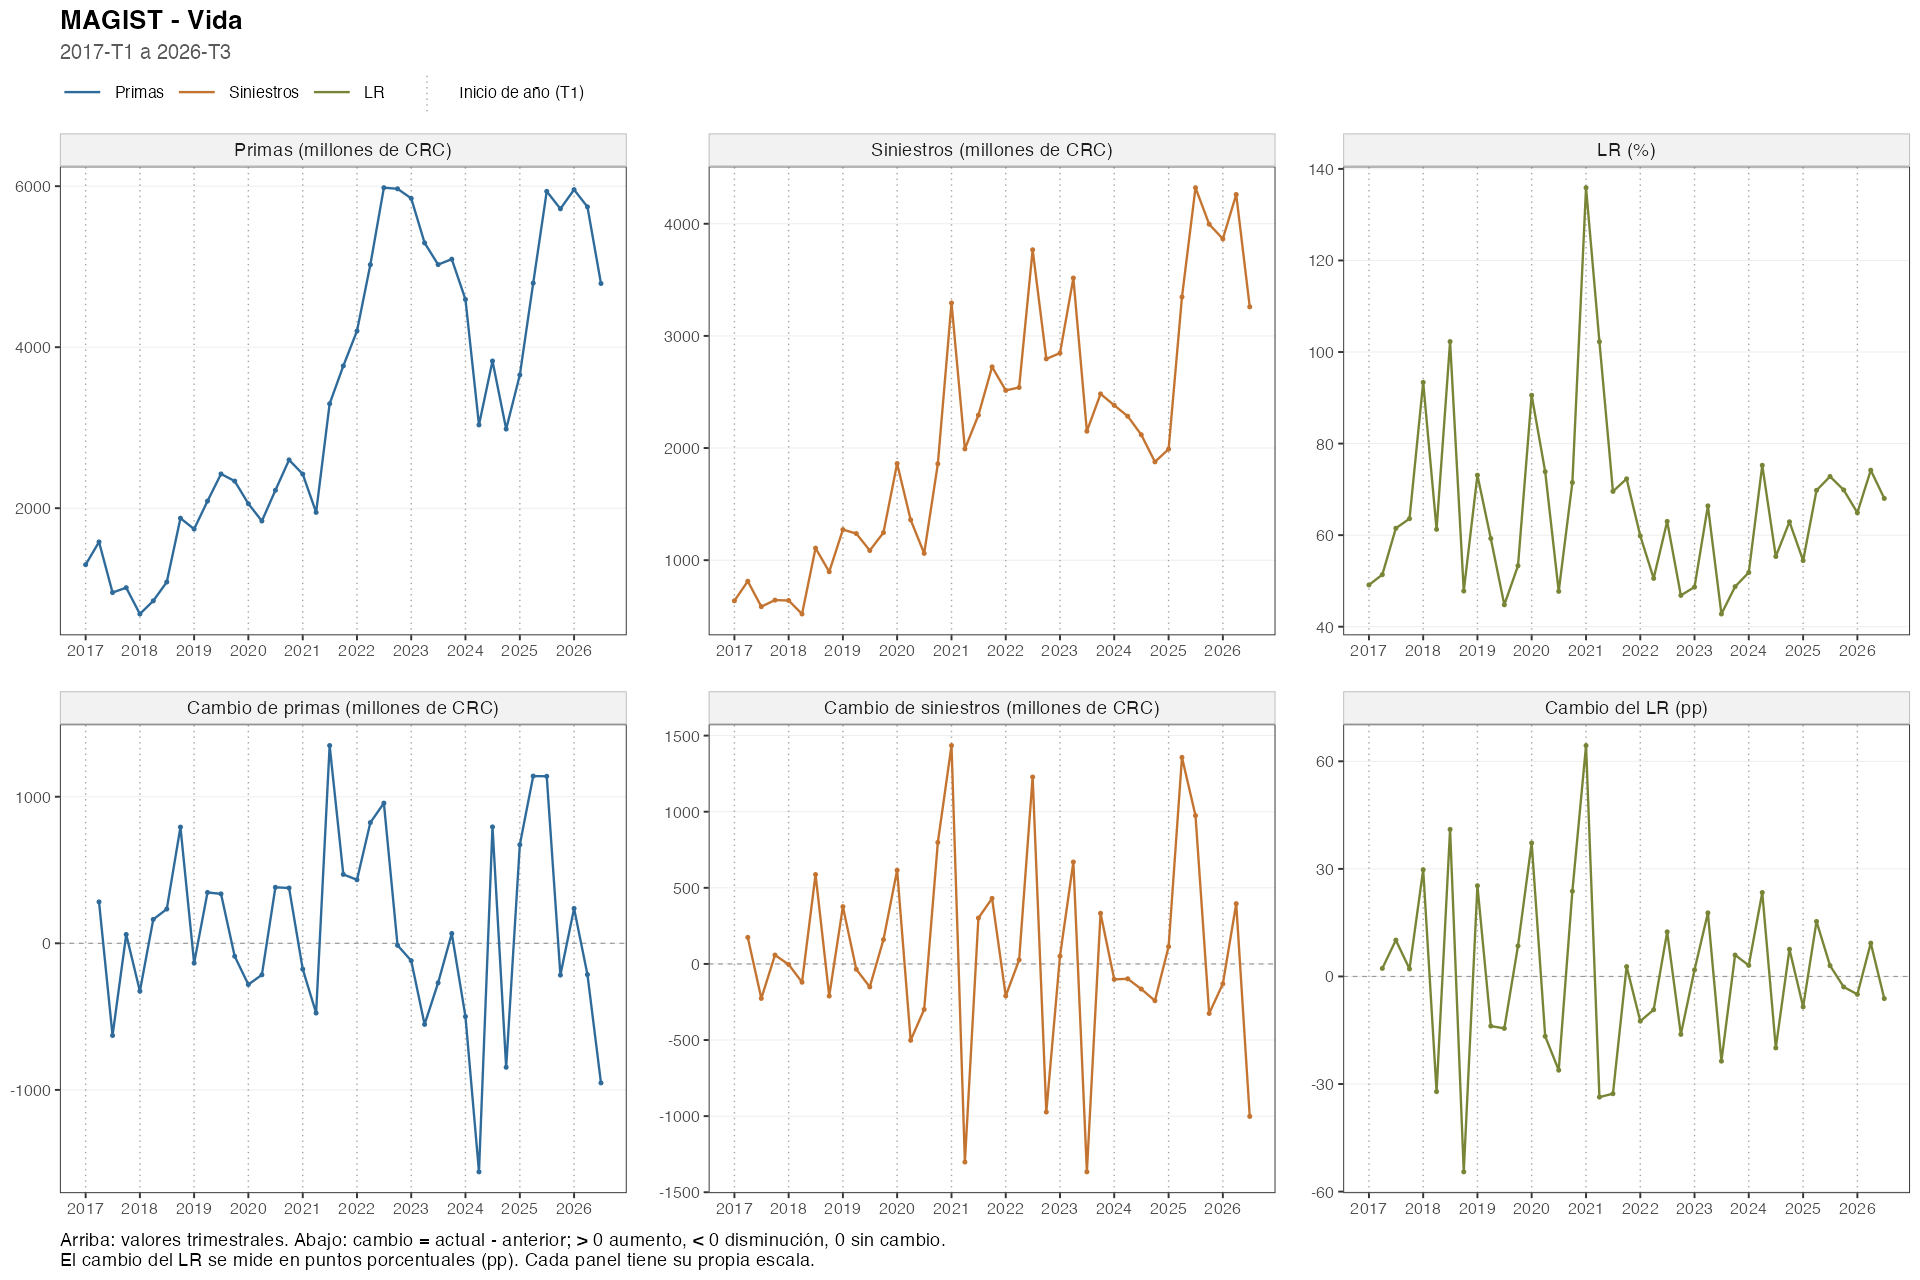 MAGIST - Vida
2017-T1 a 2026-T3
Primas Siniestros LR Inicio de año (T1)
Primas (millones de CRC)
6000
4000
2000
2017 2018 2019 2020 2021 2022 2023 2024 2025 2026
Siniestros (millones de CRC)
4000
3000
2000
1000
2017 2018 2019 2020 2021 2022 2023 2024 2025 2026
LR (%)
140
120
100
80
60
40
2017 2018 2019 2020 2021 2022 2023 2024 2025 2026
Cambio de primas (millones de CRC)
1000
0
-1000
2017 2018 2019 2020 2021 2022 2023 2024 2025 2026
Cambio de siniestros (millones de CRC)
1500
1000
500
0
-500
-1000
-1500
2017 2018 2019 2020 2021 2022 2023 2024 2025 2026
Cambio del LR (pp)
60
30
0
-30
-60
2017 2018 2019 2020 2021 2022 2023 2024 2025 2026
Arriba: valores trimestrales. Abajo: cambio = actual - anterior; > 0 aumento, < 0 disminución, 0 sin cambio.
El cambio del LR se mide en puntos porcentuales (pp). Cada panel tiene su propia escala.